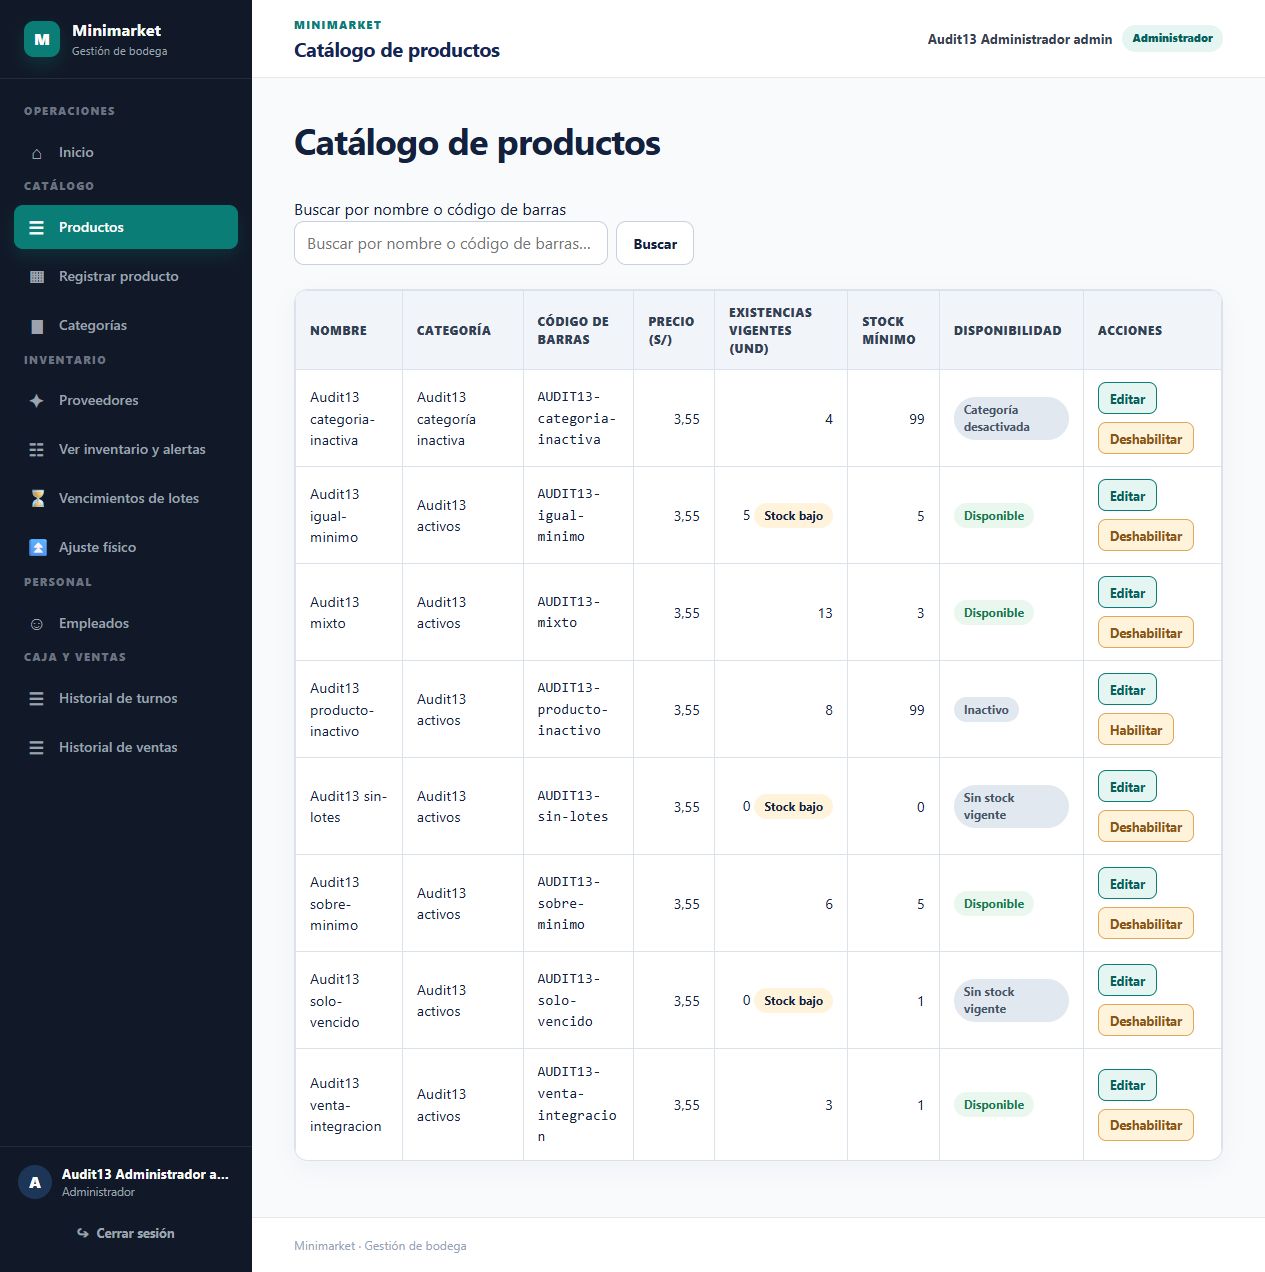 M
Minimarket
Gestión de bodega
OPERACIONES
⌂ Inicio
CATÁLOGO
☰ Productos
▦ Registrar producto
Categorías
INVENTARIO
✦ Proveedores
☷ Ver inventario y alertas
⏳ Vencimientos de lotes
⏫ Ajuste físico
PERSONAL
☺ Empleados
CAJA Y VENTAS
☰ Historial de turnos
☰ Historial de ventas
A
Audit13 Administrador a...
Administrador
↪ Cerrar sesión
MINIMARKET
Catálogo de productos
Audit13 Administrador admin
Administrador
Catálogo de productos
Buscar por nombre o código de barras
Buscar por nombre o código de barras...
Buscar
NOMBRE
CATEGORÍA
CÓDIGO DE
BARRAS
PRECIO
(S/)
EXISTENCIAS
VIGENTES
(UND)
STOCK
MÍNIMO
DISPONIBILIDAD
ACCIONES
Audit13
categoria-
inactiva
Audit13
categoría
inactiva
AUDIT13-
categoria-
inactiva
3,55
4
99
Categoría
desactivada
Editar
Deshabilitar
Audit13
igual-
minimo
Audit13
activos
AUDIT13-
igual-
minimo
3,55
5 Stock bajo
5
Disponible
Editar
Deshabilitar
Audit13
mixto
Audit13
activos
AUDIT13-
mixto
3,55
13
3
Disponible
Editar
Deshabilitar
Audit13
producto-
inactivo
Audit13
activos
AUDIT13-
producto-
inactivo
3,55
8
99
Inactivo
Editar
Habilitar
Audit13 sin-
lotes
Audit13
activos
AUDIT13-
sin-lotes
3,55
0 Stock bajo
0
Sin stock
vigente
Editar
Deshabilitar
Audit13
sobre-
minimo
Audit13
activos
AUDIT13-
sobre-
minimo
3,55
6
5
Disponible
Editar
Deshabilitar
Audit13
solo-
vencido
Audit13
activos
AUDIT13-
solo-
vencido
3,55
0 Stock bajo
1
Sin stock
vigente
Editar
Deshabilitar
Audit13
venta-
integracion
Audit13
activos
AUDIT13-
venta-
integracio
n
3,55
3
1
Disponible
Editar
Deshabilitar
Minimarket · Gestión de bodega